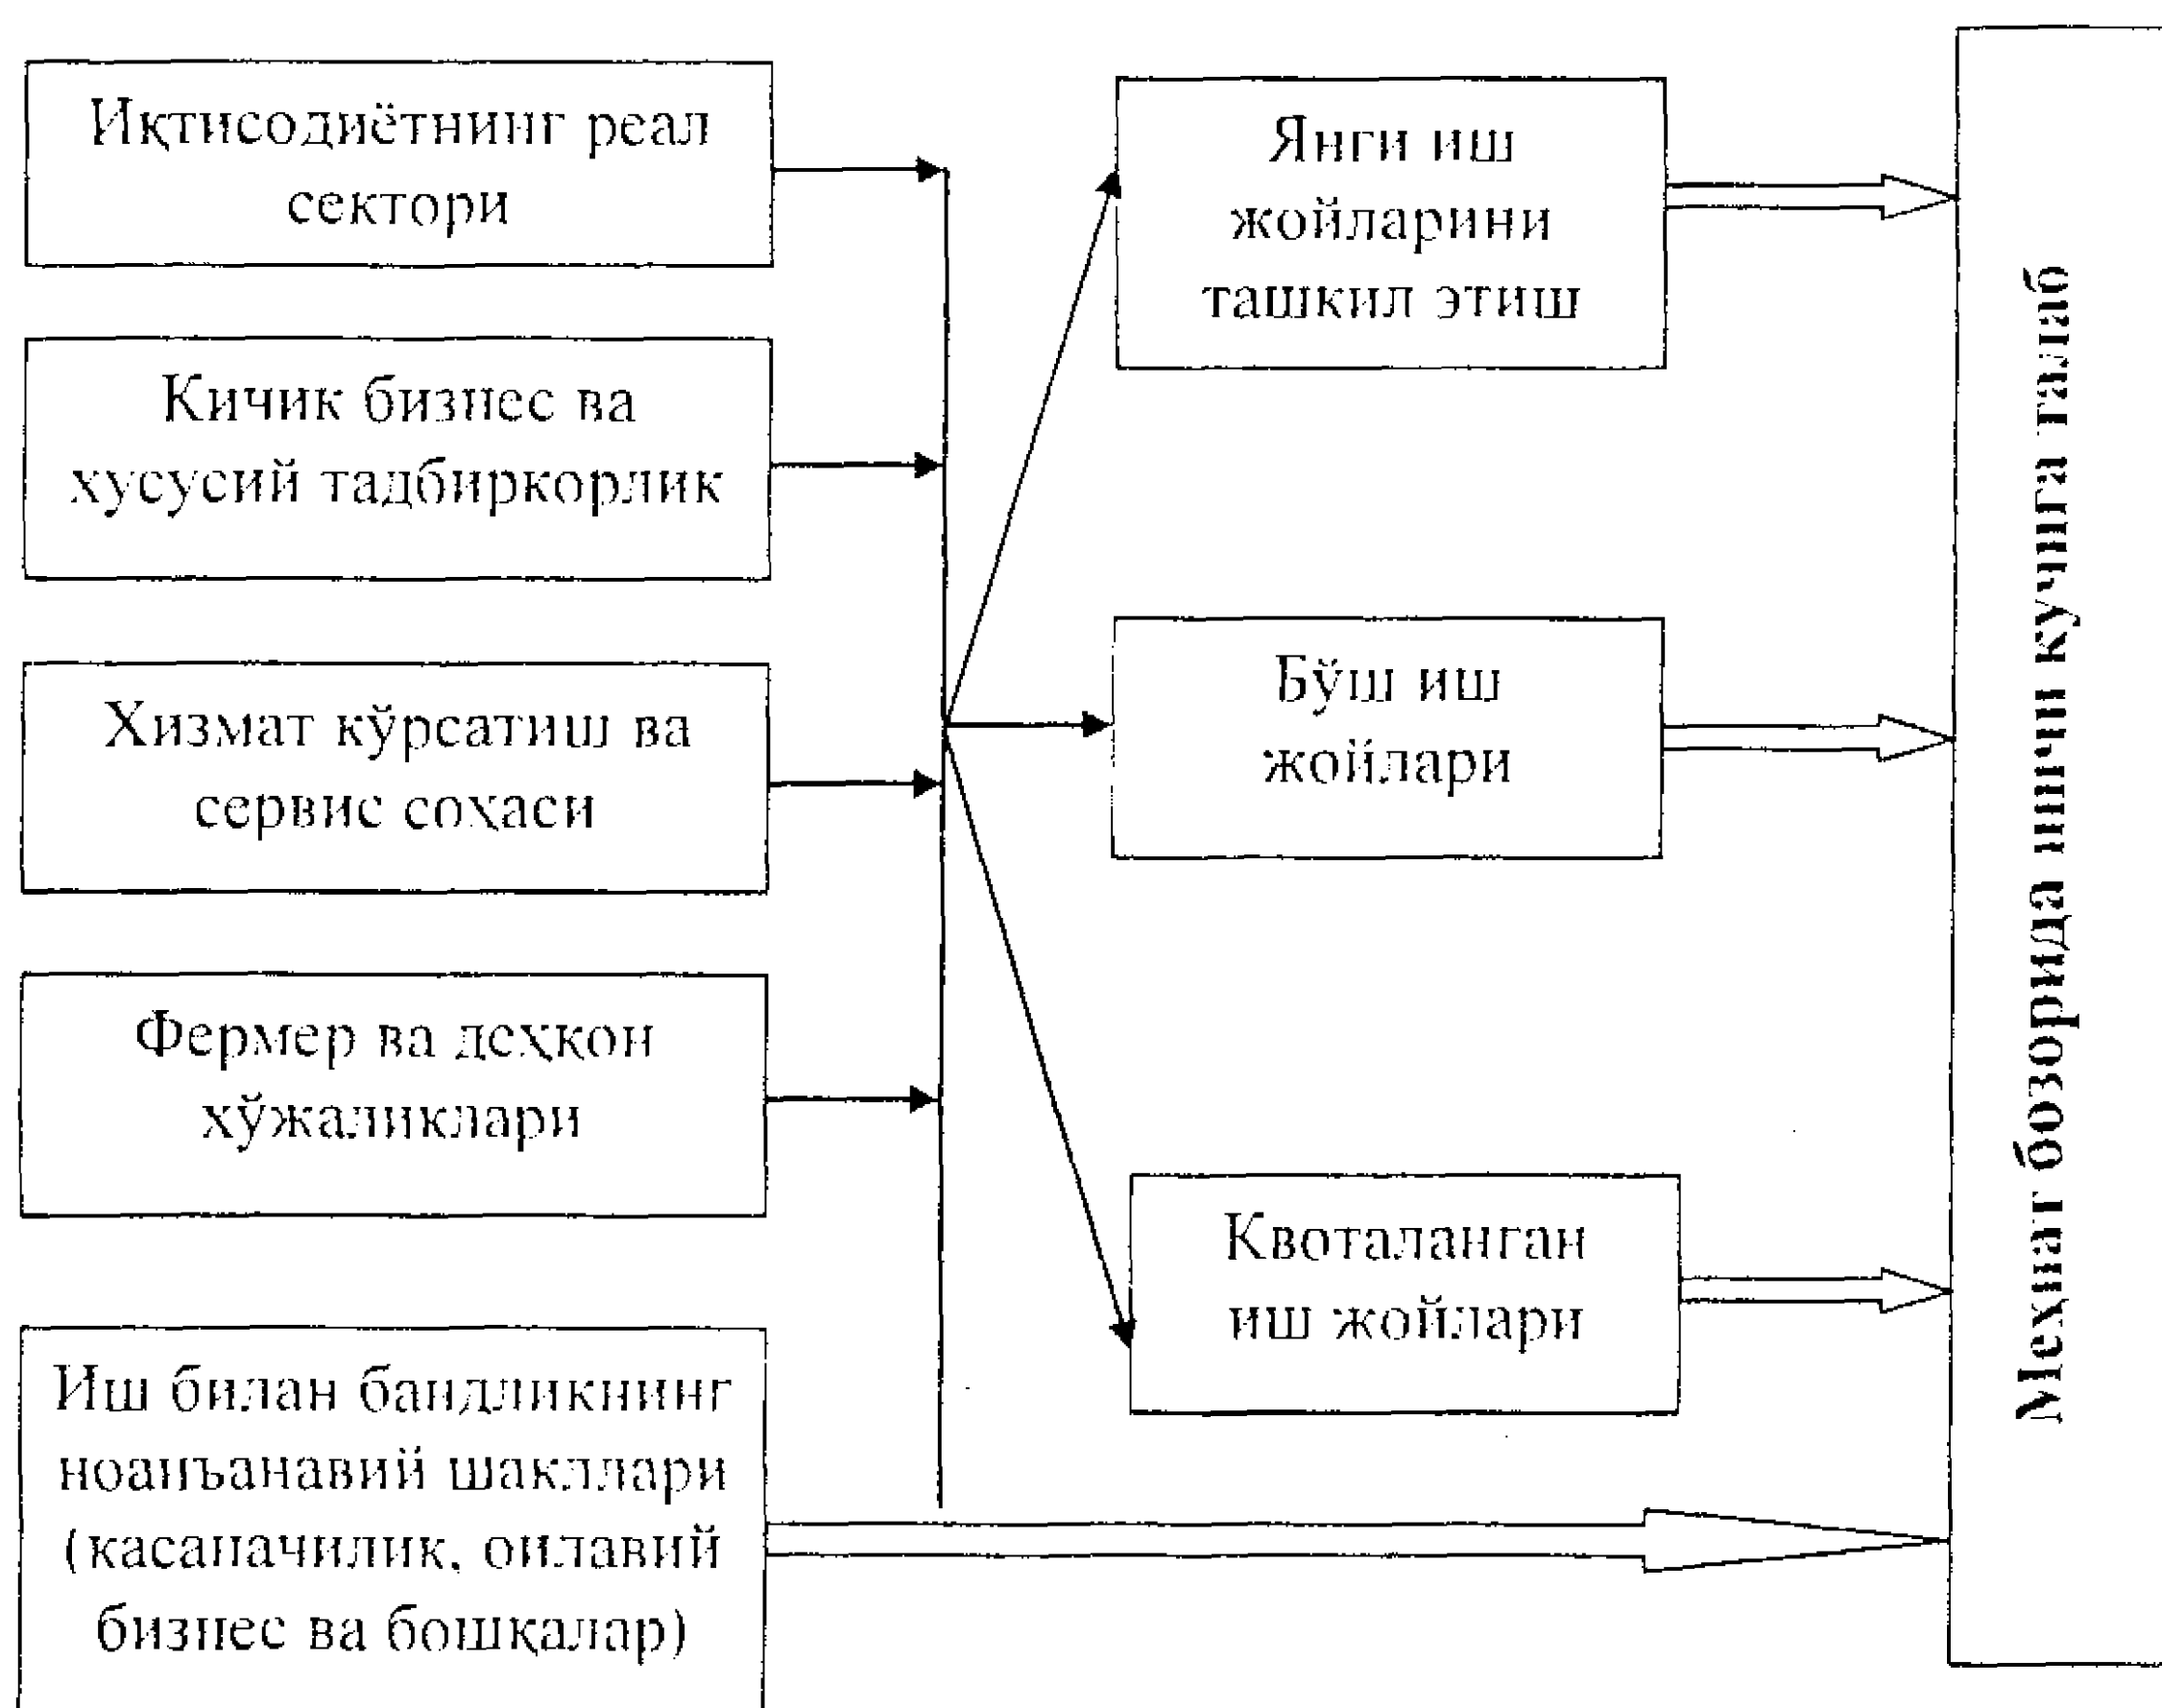 Иқтисодиётнинг реал
сектори
Кичик бизнес ва
хусусий тадбиркорлик
Хизмат кўрсатиш ва
сервис соҳаси
Фермер ва деҳқон
хўжаликлари
Иш билан бандликнинг
ноанъанавий шакллари
(касаначилик, оилавий
бизнес ва бошқалар)
Янги иш
жойларини
ташкил этиш
Бўш иш
жойлари
Квоталанган
иш жойлари
Меҳнат бозорида ишчи кучига талаб